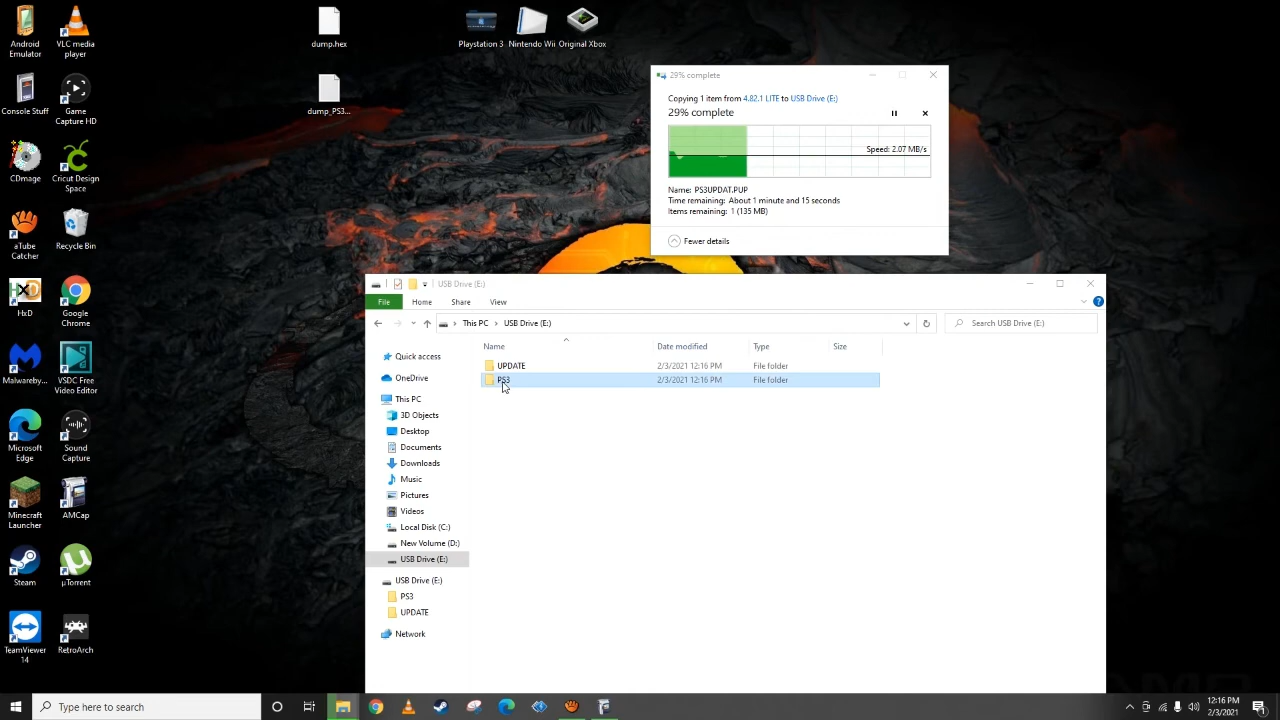 Android Emulator
VLC media player
Console Stuff
Game Capture HD
CDmage
Cricut Design Space
aTube Catcher
Recycle Bin
HxD
Google Chrome
Malwareby...
VSDC Free Video Editor
Microsoft Edge
Sound Capture
Minecraft Launcher
AMCap
Steam
µTorrent
TeamViewer 14
RetroArch
dump.hex
dump_PS3...
Playstation 3
Nintendo Wii
Original Xbox
29% complete
Copying 1 item from 4.82.1 LITE to USB Drive (E:)
29% complete
Speed: 2.07 MB/s
Name: PS3UPDAT.PUP
Time remaining: About 1 minute and 15 seconds
Items remaining: 1 (135 MB)
Fewer details
USB Drive (E:)
File Home Share View
This PC USB Drive (E:)
Search USB Drive (E:)
Name Date modified Type Size
UPDATE 2/3/2021 12:16 PM File folder
PS3 2/3/2021 12:16 PM File folder
Quick access
OneDrive
This PC
3D Objects
Desktop
Documents
Downloads
Music
Pictures
Videos
Local Disk (C:)
New Volume (D:)
USB Drive (E:)
USB Drive (E:)
PS3
UPDATE
Network
Type here to search
12:16 PM
2/3/2021